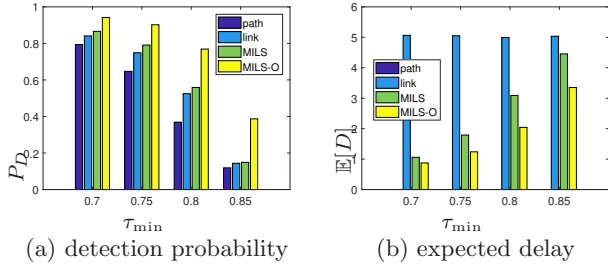 1
0.8
0.6
0.4
0.2
0
P_D
path
link
MILS
MILS-O
0.7 0.75 0.8 0.85
τ_min
(a) detection probability
6
5
4
3
2
1
0
𝔼[D]
path
link
MILS
MILS-O
0.7 0.75 0.8 0.85
τ_min
(b) expected delay